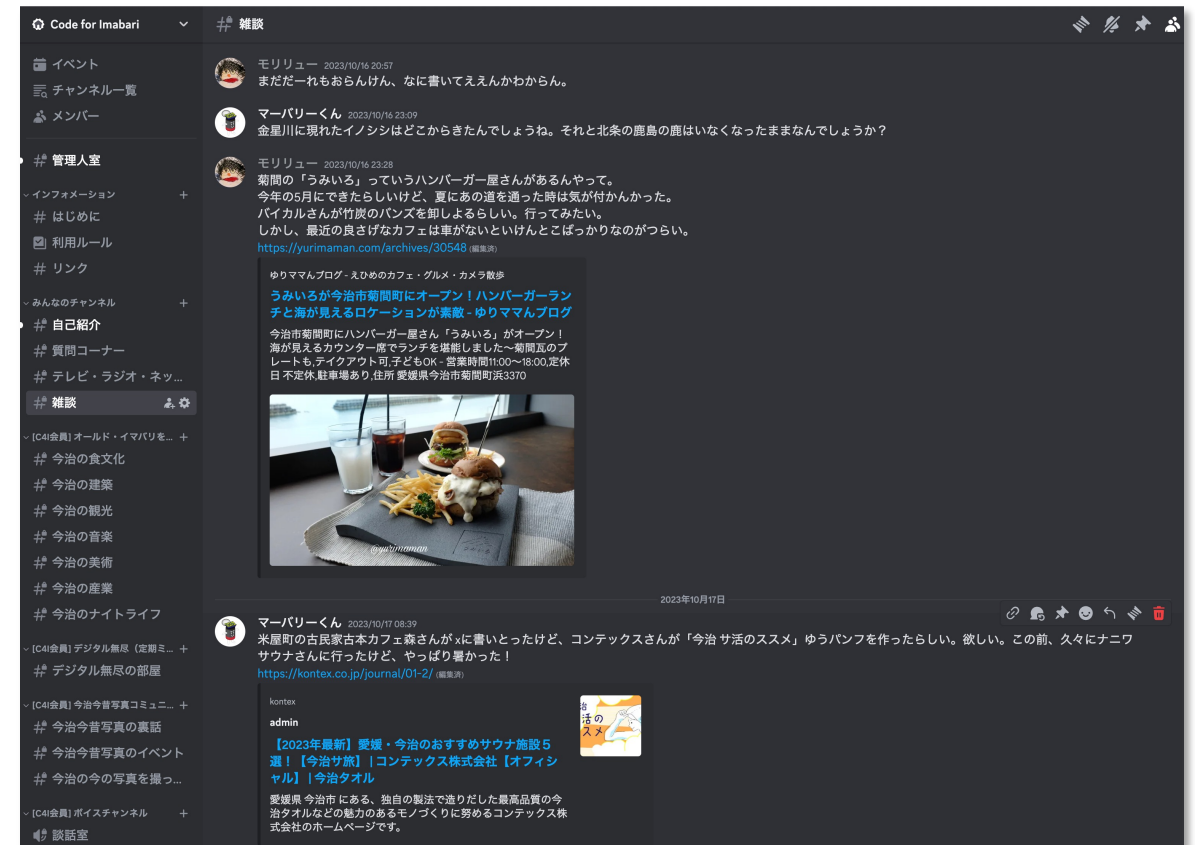 Code for Imabari
イベント
チャンネル一覧
メンバー
管理人室
インフォメーション
はじめに
利用ルール
リンク
みんなのチャンネル
自己紹介
質問コーナー
テレビ・ラジオ・ネッ...
雑談
[C4I会員] オールド・イマバリを...
今治の食文化
今治の建築
今治の観光
今治の音楽
今治の美術
今治の産業
今治のナイトライフ
[C4I会員] デジタル無尽（定期ミ...
デジタル無尽の部屋
[C4I会員] 今治今昔写真コミュニ...
今治今昔写真の裏話
今治今昔写真のイベント
今治の今の写真を撮っ...
[C4I会員] ボイスチャンネル
談話室
雑談
モリリュー 2023/10/16 20:57
まだだーれもおらんけん、なに書いてええんかわからん。
マーバリーくん 2023/10/16 23:09
金星川に現れたイノシシはどこからきたんでしょうね。それと北条の鹿島の鹿はいなくなったままなんでしょうか？
モリリュー 2023/10/16 23:28
菊間の「うみいろ」っていうハンバーガー屋さんがあるんやって。
今年の5月にできたらしいけど、夏にあの道を通った時は気が付かんかった。
バイカルさんが竹炭のバンズを卸しよるらしい。行ってみたい。
しかし、最近の良さげなカフェは車がないといけんとこばっかりなのがつらい。
https://yurimaman.com/archives/30548 (編集済)
ゆりママんブログ - えひめのカフェ・グルメ・カメラ散歩
うみいろが今治市菊間町にオープン！ハンバーガーラン
チと海が見えるロケーションが素敵 - ゆりママんブログ
今治市菊間町にハンバーガー屋さん「うみいろ」がオープン！
海が見えるカウンター席でランチを堪能しました〜菊間瓦のプ
レートも,テイクアウト可,子どもOK - 営業時間11:00〜18:00,定休
日 不定休,駐車場あり,住所 愛媛県今治市菊間町浜3370
@yurimaman
2023年10月17日
マーバリーくん 2023/10/17 08:39
米屋町の古民家古本カフェ森さんがxに書いとったけど、コンテックスさんが「今治 サ活のススメ」ゆうパンフを作ったらしい。欲しい。この前、久々にナニワ
サウナさんに行ったけど、やっぱり暑かった！
https://kontex.co.jp/journal/01-2/ (編集済)
kontex
admin
【2023年最新】愛媛・今治のおすすめサウナ施設５
選！【今治サ旅】 | コンテックス株式会社【オフィシ
ャル】 | 今治タオル
愛媛県 今治市 にある、独自の製法で造りだした最高品質の今
治タオルなどの魅力のあるモノづくりに努めるコンテックス株
式会社のホームページです。
治
活の
スメ